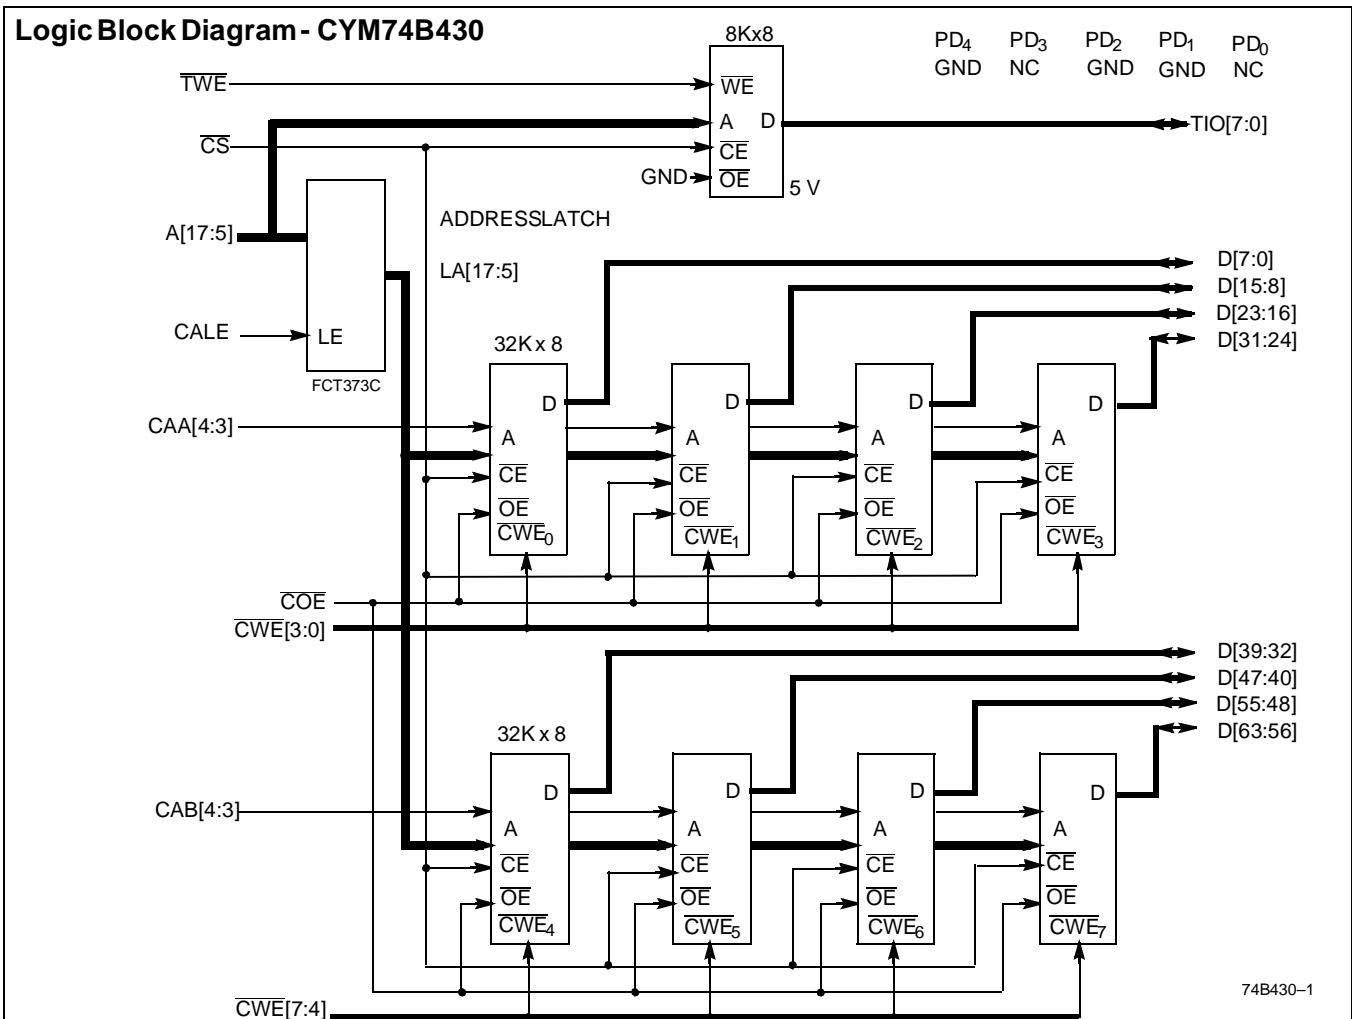 Logic Block Diagram - CYM74B430
8Kx8
PD4 PD3 PD2 PD1 PD0
GND NC GND GND NC
TWE
WE
A D
TIO[7:0]
CS
CE
GND
OE
5 V
ADDRESSLATCH
A[17:5]
LA[17:5]
D[7:0]
D[15:8]
D[23:16]
D[31:24]
CALE
LE
FCT373C
32K x 8
D D D D
CAA[4:3]
A A A A
CE CE CE CE
OE OE OE OE
CWE0 CWE1 CWE2 CWE3
COE
CWE[3:0]
D[39:32]
D[47:40]
D[55:48]
D[63:56]
32K x 8
D D D D
CAB[4:3]
A A A A
CE CE CE CE
OE OE OE OE
CWE4 CWE5 CWE6 CWE7
74B430–1
CWE[7:4]